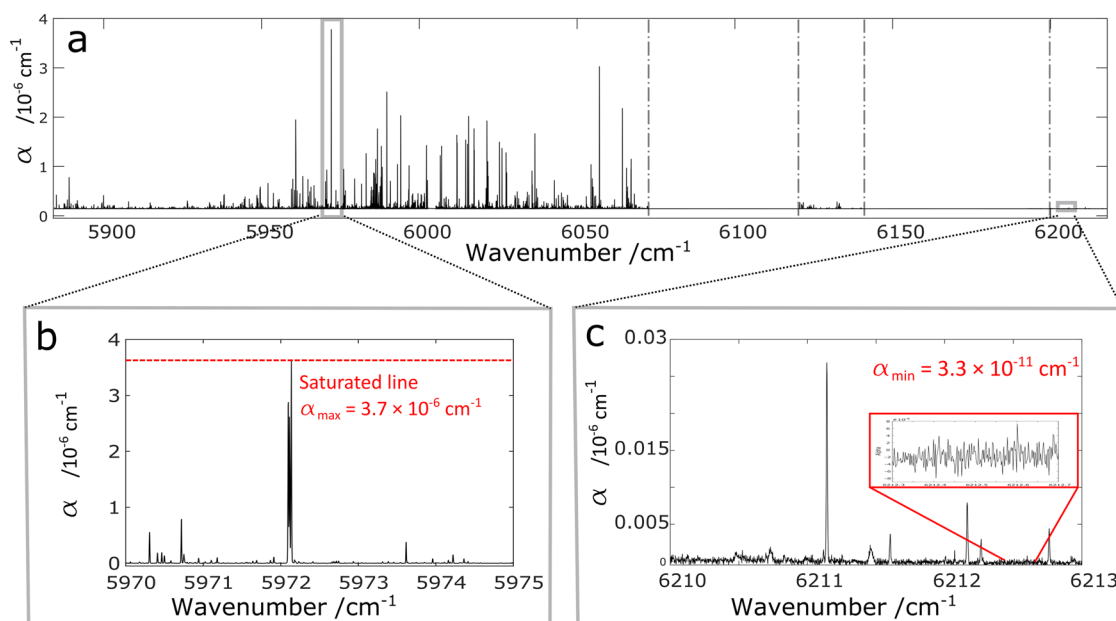 a
4
3
2
1
0
α /10⁻⁶ cm⁻¹
5900 5950 6000 6050 6100 6150 6200
Wavenumber /cm⁻¹
b
4
3
2
1
0
α /10⁻⁶ cm⁻¹
Saturated line
α max = 3.7 × 10⁻⁶ cm⁻¹
5970 5971 5972 5973 5974 5975
Wavenumber /cm⁻¹
c
0.03
0.015
0.005
0
α /10⁻⁶ cm⁻¹
α min = 3.3 × 10⁻¹¹ cm⁻¹
6210 6211 6212 6213
Wavenumber /cm⁻¹